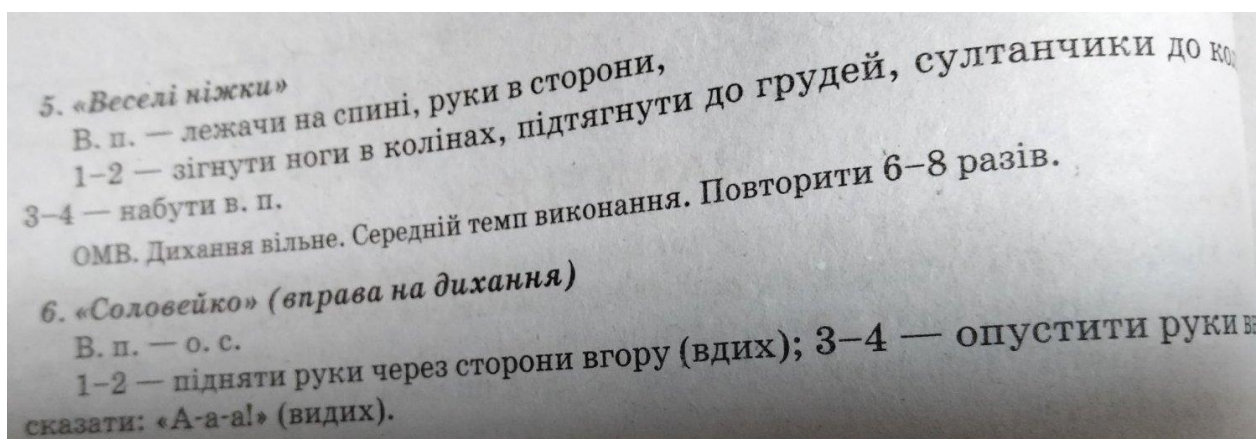 5. «Веселі ніжки»
В. п. — лежачи на спині, руки в сторони,
1–2 — зігнути ноги в колінах, підтягнути до грудей, султанчики до
3–4 — набути в. п.
ОМВ. Дихання вільне. Середній темп виконання. Повторити 6–8 разів.
6. «Соловейко» (вправа на дихання)
В. п. — о. с.
1–2 — підняти руки через сторони вгору (вдих); 3–4 — опустити руки
сказати: «А-а-а!» (видих).